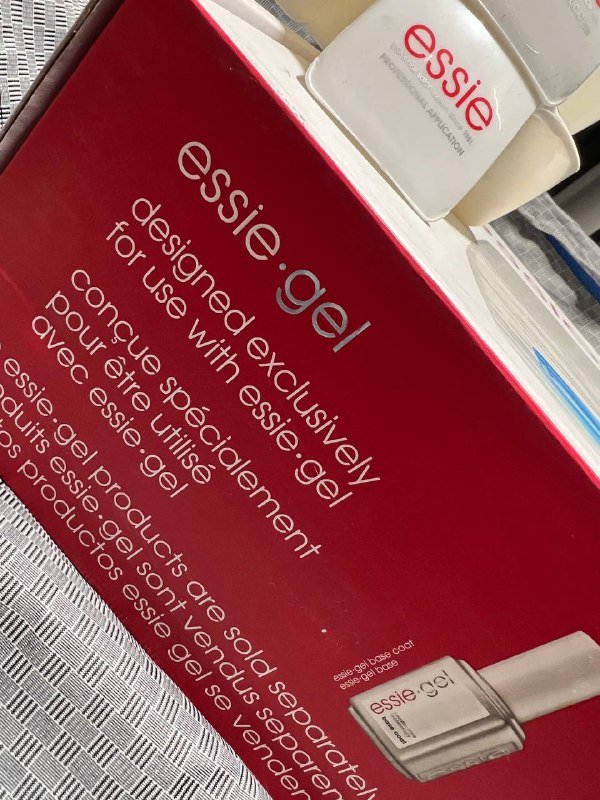 essie
PROFESSIONAL APPLICATION
essie·gel
designed exclusively
for use with essie·gel
conçue spécialement
pour être utilisé
avec essie·gel
essie·gel products are sold separately
essie·gel sont vendus
productos essie gel se venden
essie·gel base coat
essie·gel base
essie·gel
base coat